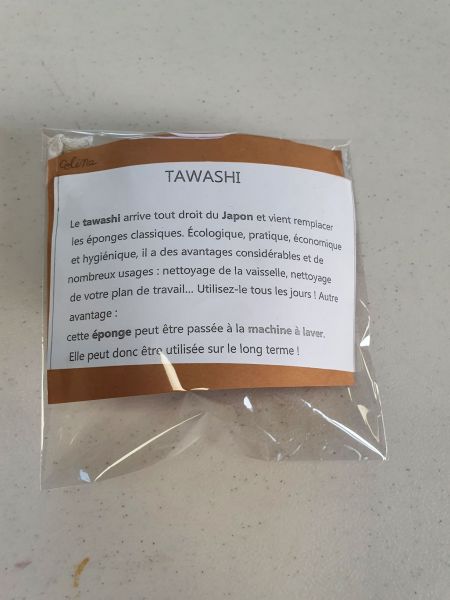 Celina
TAWASHI
Le tawashi arrive tout droit du Japon et vient remplacer
les éponges classiques. Écologique, pratique, économique
et hygiénique, il a des avantages considérables et de
nombreux usages : nettoyage de la vaisselle, nettoyage
de votre plan de travail... Utilisez-le tous les jours ! Autre
avantage :
cette éponge peut être passée à la machine à laver.
Elle peut donc être utilisée sur le long terme !